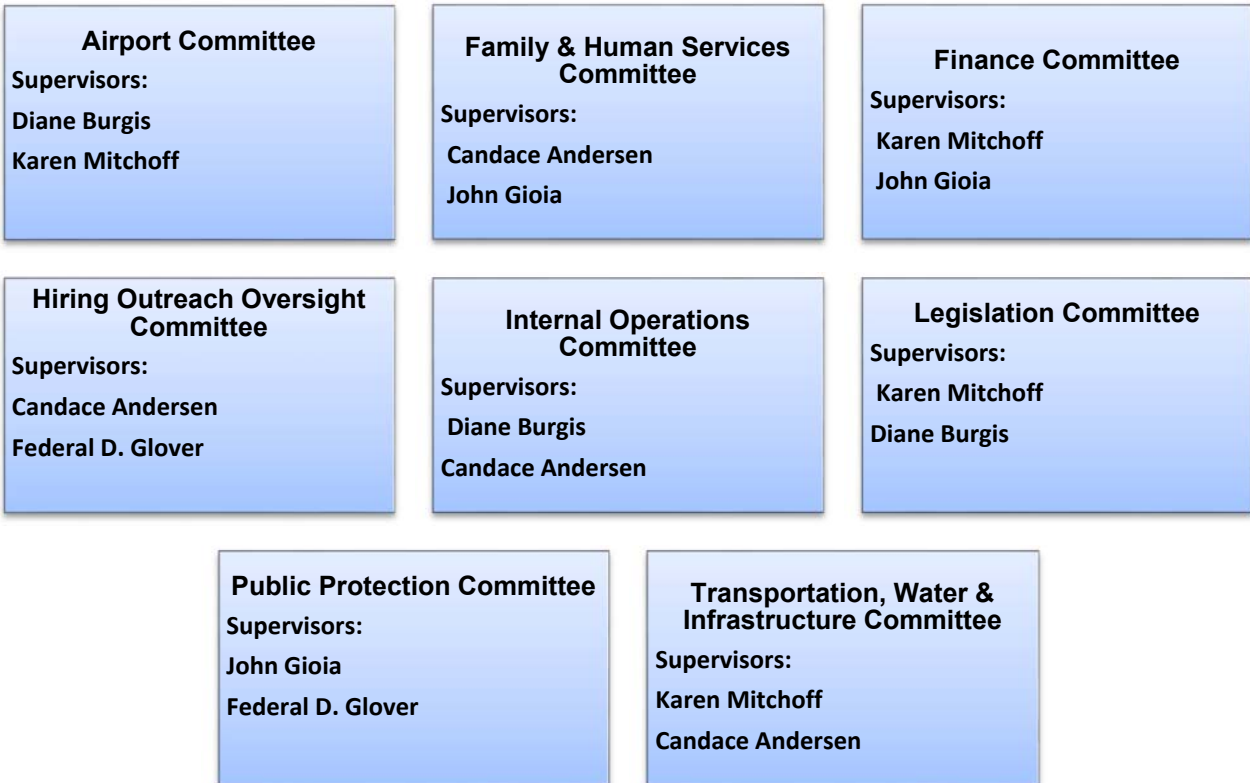 Airport Committee
Supervisors:
Diane Burgis
Karen Mitchoff
Family & Human Services
Committee
Supervisors:
Candace Andersen
John Gioia
Finance Committee
Supervisors:
Karen Mitchoff
John Gioia
Hiring Outreach Oversight
Committee
Supervisors:
Candace Andersen
Federal D. Glover
Internal Operations
Committee
Supervisors:
Diane Burgis
Candace Andersen
Legislation Committee
Supervisors:
Karen Mitchoff
Diane Burgis
Public Protection Committee
Supervisors:
John Gioia
Federal D. Glover
Transportation, Water &
Infrastructure Committee
Supervisors:
Karen Mitchoff
Candace Andersen